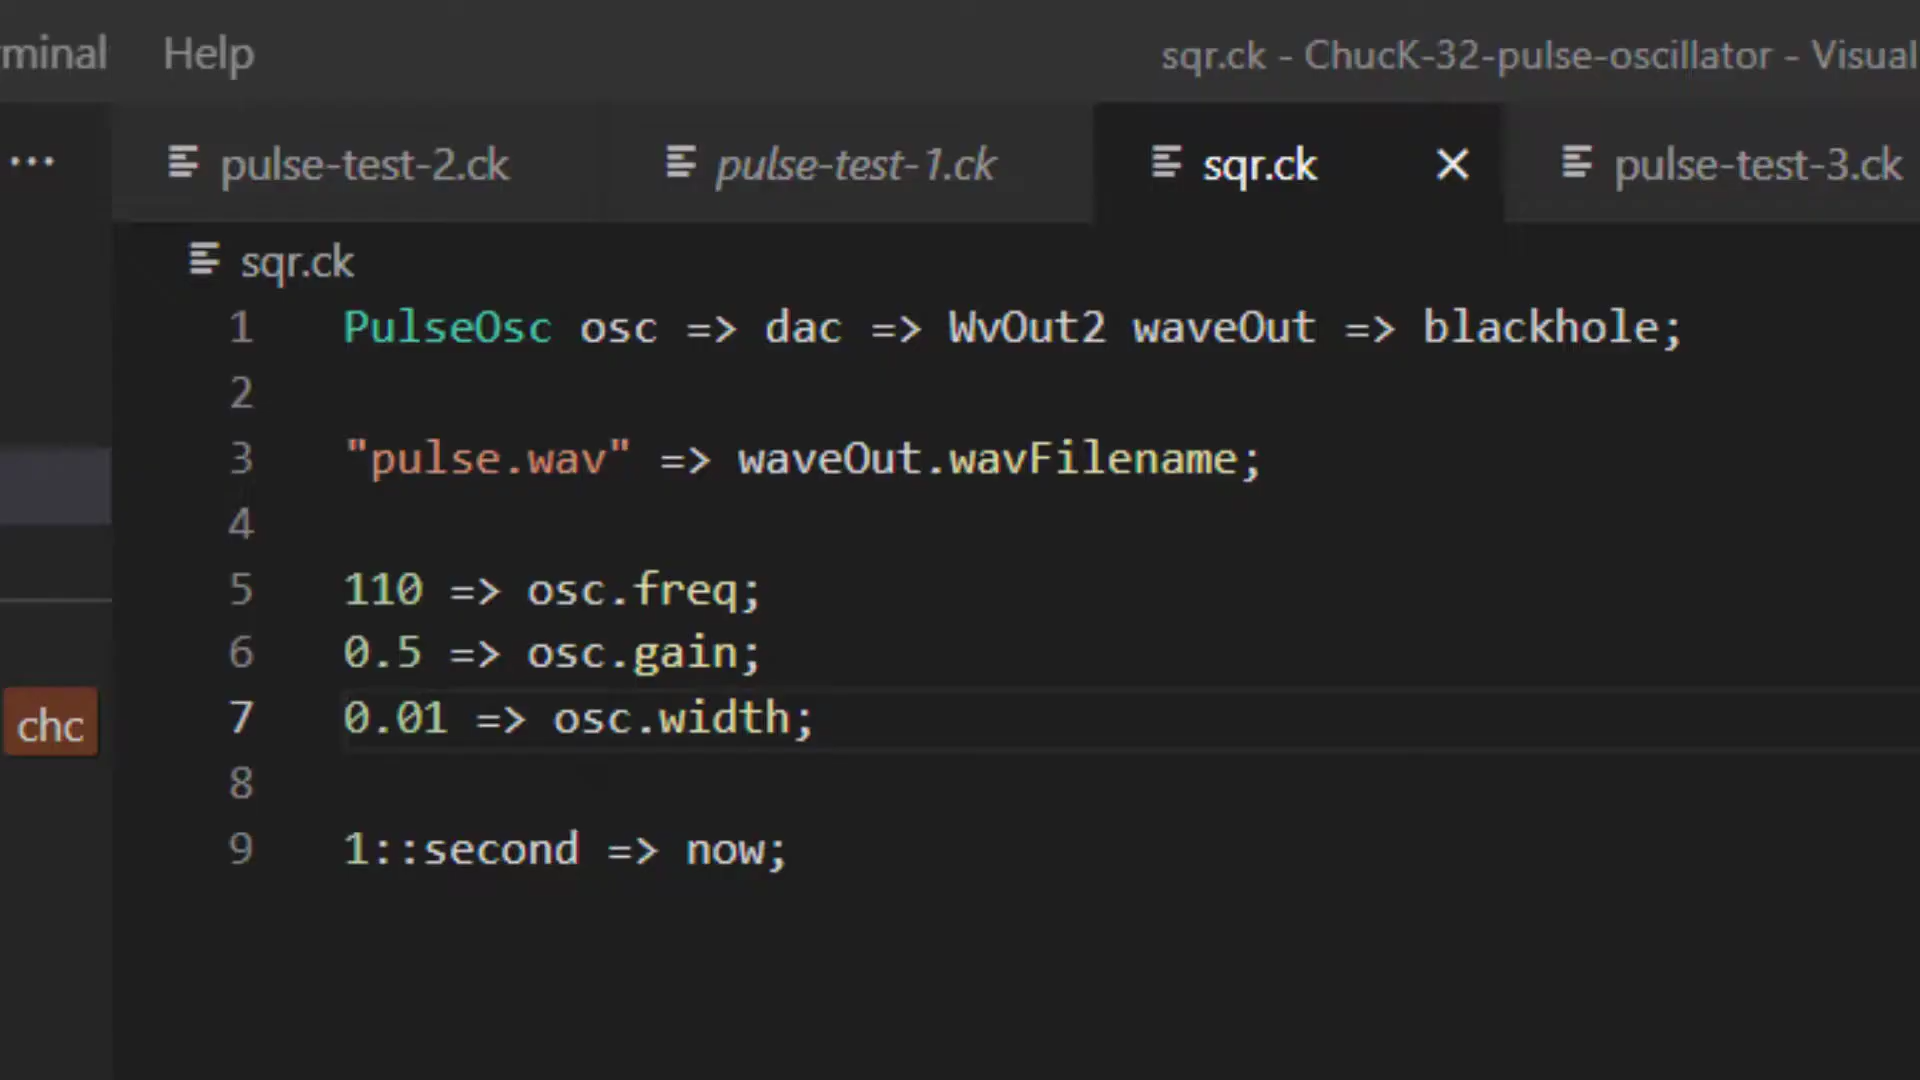 Help
sqr.ck - ChucK-32-pulse-oscillator - Visual
pulse-test-2.ck
pulse-test-1.ck
sqr.ck
pulse-test-3.ck
sqr.ck
1 PulseOsc osc => dac => WvOut2 waveOut => blackhole;
2
3 "pulse.wav" => waveOut.wavFilename;
4
5 110 => osc.freq;
6 0.5 => osc.gain;
7 0.01 => osc.width;
chc
8
9 1::second => now;